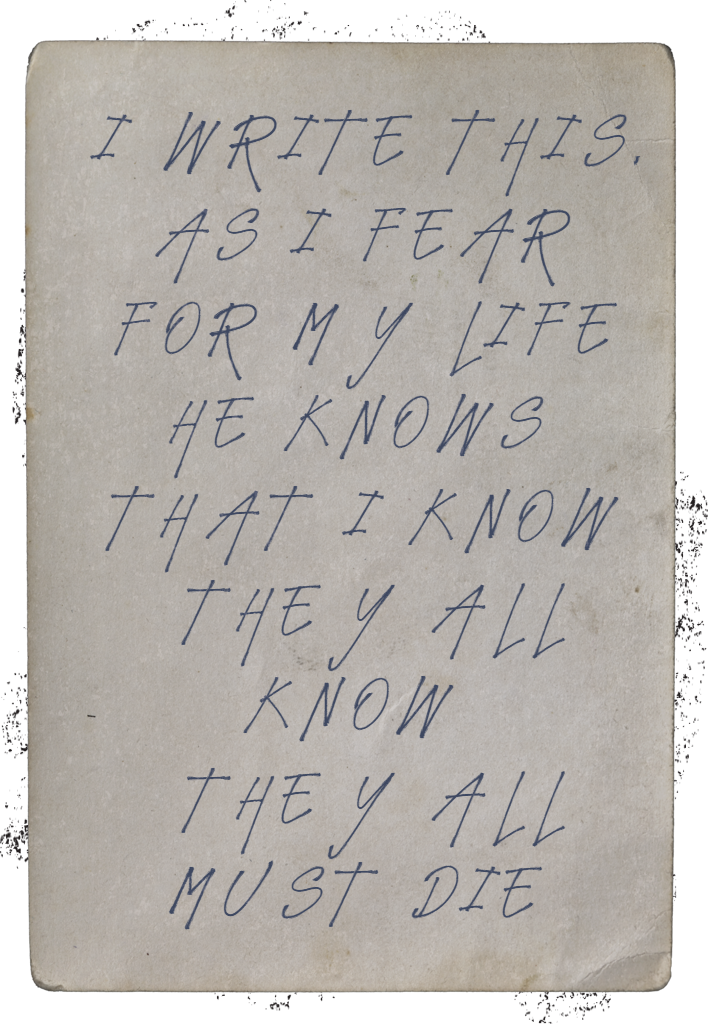 I WRITE THIS.
AS I FEAR
FOR MY LIFE
HE KNOWS
THAT I KNOW
THEY ALL
KNOW
THEY ALL
MUST DIE